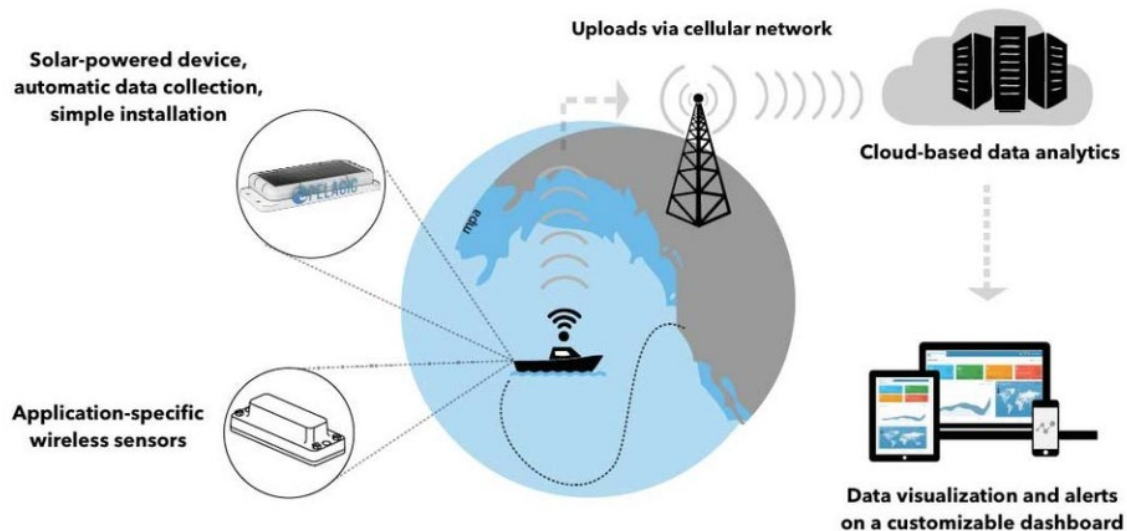 Solar-powered device,
automatic data collection,
simple installation
PELAGIC
Application-specific
wireless sensors
mpa
Uploads via cellular network
Cloud-based data analytics
Data visualization and alerts
on a customizable dashboard